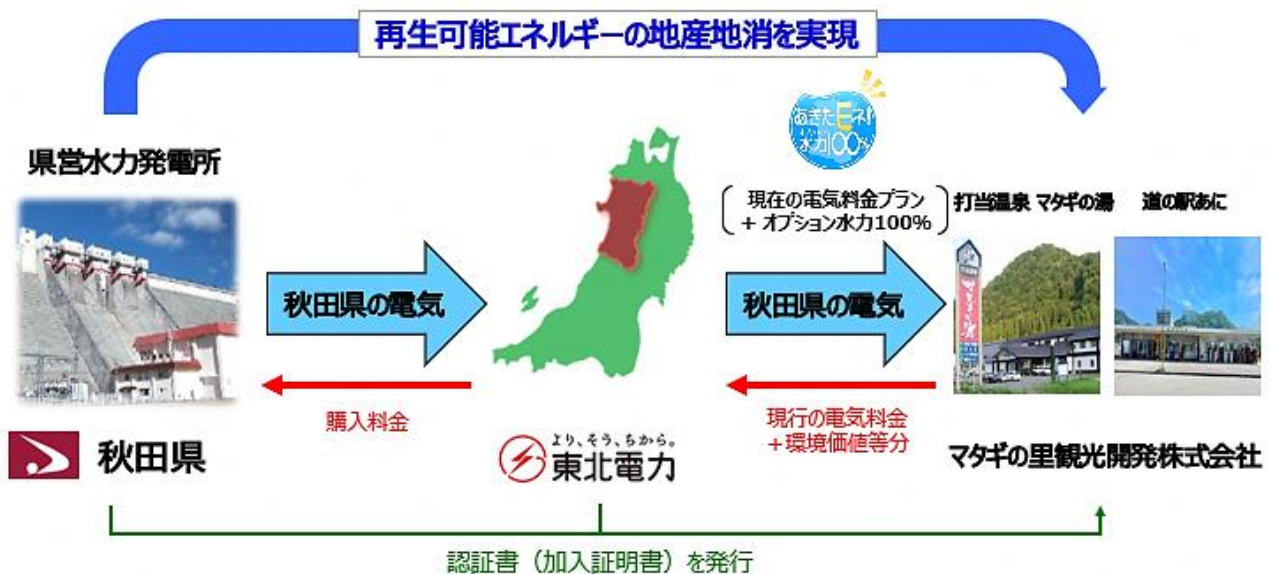 再生可能エネルギーの地産地消を実現
県営水力発電所
あきたEネ!
水力100%
現在の電気料金プラン
+ オプション水力100%
打当温泉 マタギの湯
道の駅あに
秋田県の電気
秋田県の電気
購入料金
現行の電気料金
+環境価値等分
秋田県
より、そう、ちから。
東北電力
マタギの里観光開発株式会社
認証書（加入証明書）を発行